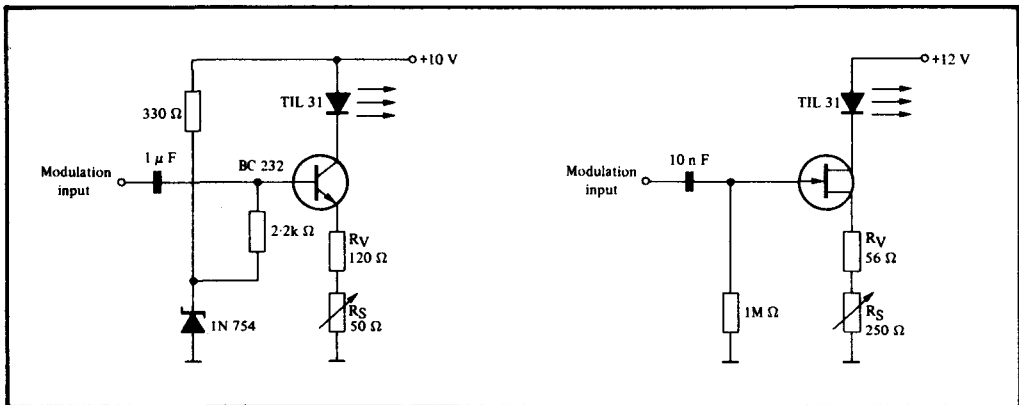 +10 V
TIL 31
330 Ω
1 μ F
BC 232
Modulation
input
2·2k Ω
R_V
120 Ω
R_S
50 Ω
1N 754
+12 V
TIL 31
10 n F
Modulation
input
R_V
56 Ω
1M Ω
R_S
250 Ω